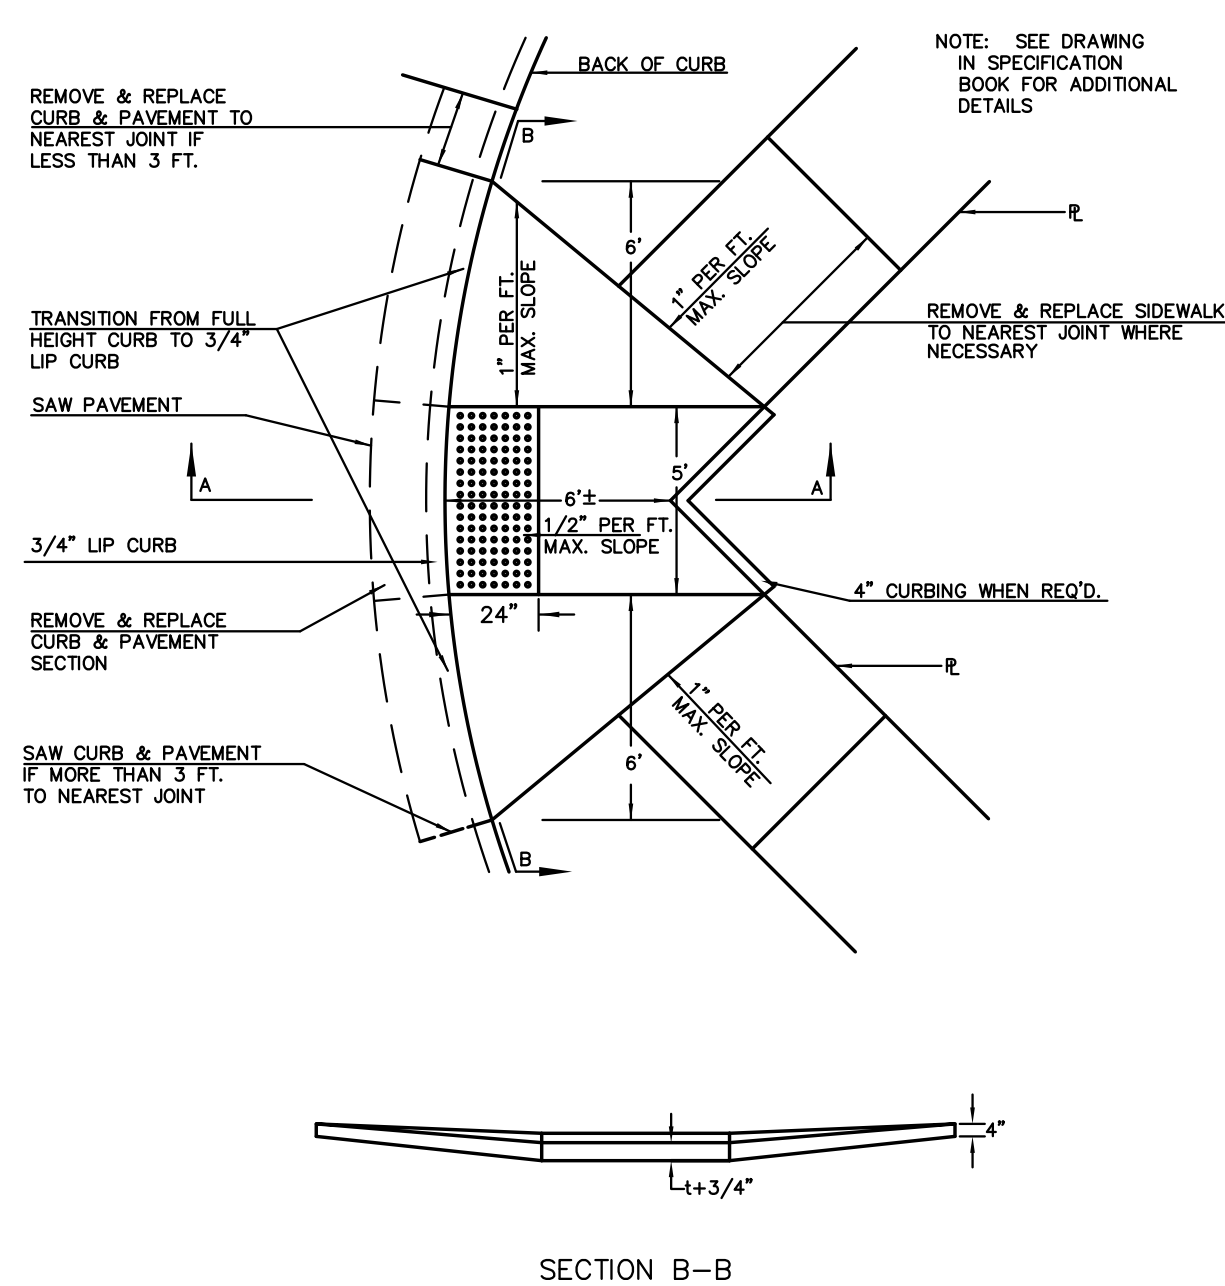 NOTE: SEE DRAWING
IN SPECIFICATION
BOOK FOR ADDITIONAL
DETAILS
BACK OF CURB
REMOVE & REPLACE
CURB & PAVEMENT TO
NEAREST JOINT IF
LESS THAN 3 FT.
B
℄
6'
1" PER FT.
MAX. SLOPE
1" PER FT.
MAX. SLOPE
TRANSITION FROM FULL
HEIGHT CURB TO 3/4"
LIP CURB
REMOVE & REPLACE SIDEWALK
TO NEAREST JOINT WHERE
NECESSARY
SAW PAVEMENT
A
5'
A
6'±
1/2" PER FT.
MAX. SLOPE
3/4" LIP CURB
4" CURBING WHEN REQ'D.
24"
REMOVE & REPLACE
CURB & PAVEMENT
SECTION
℄
1" PER FT.
MAX. SLOPE
SAW CURB & PAVEMENT
IF MORE THAN 3 FT.
TO NEAREST JOINT
6'
B
4"
t+3/4"
SECTION B-B